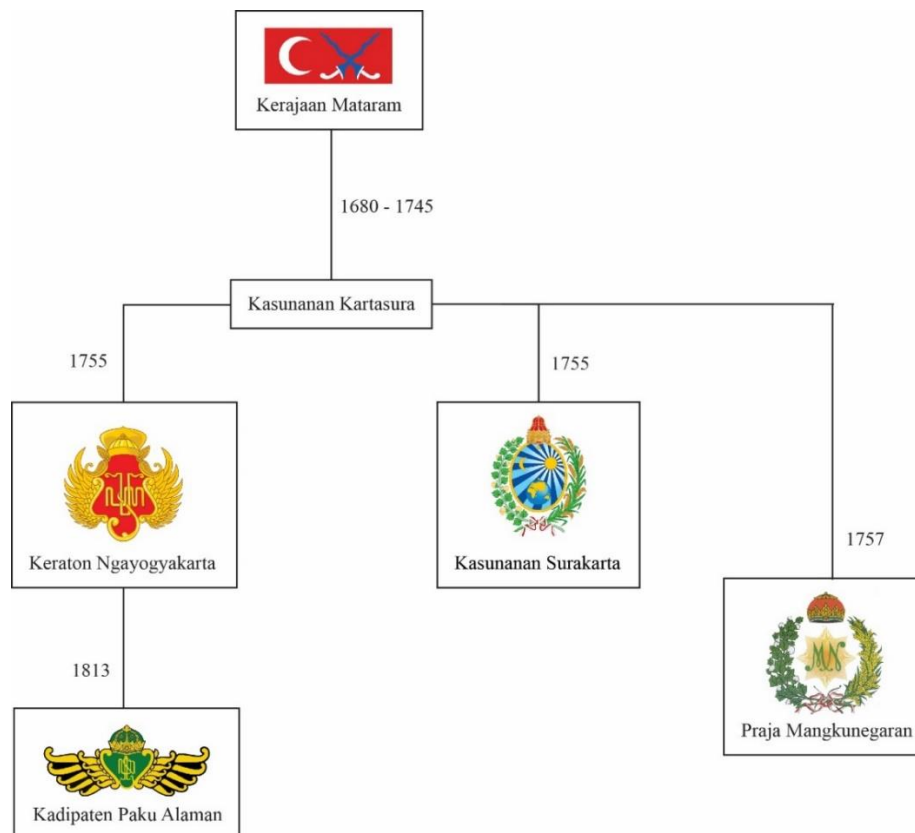 Kerajaan Mataram
1680 - 1745
Kasunanan Kartasura
1755
1755
Keraton Ngayogyakarta
Kasunanan Surakarta
1757
1813
MN
Praja Mangkunegaran
Kadipaten Paku Alaman